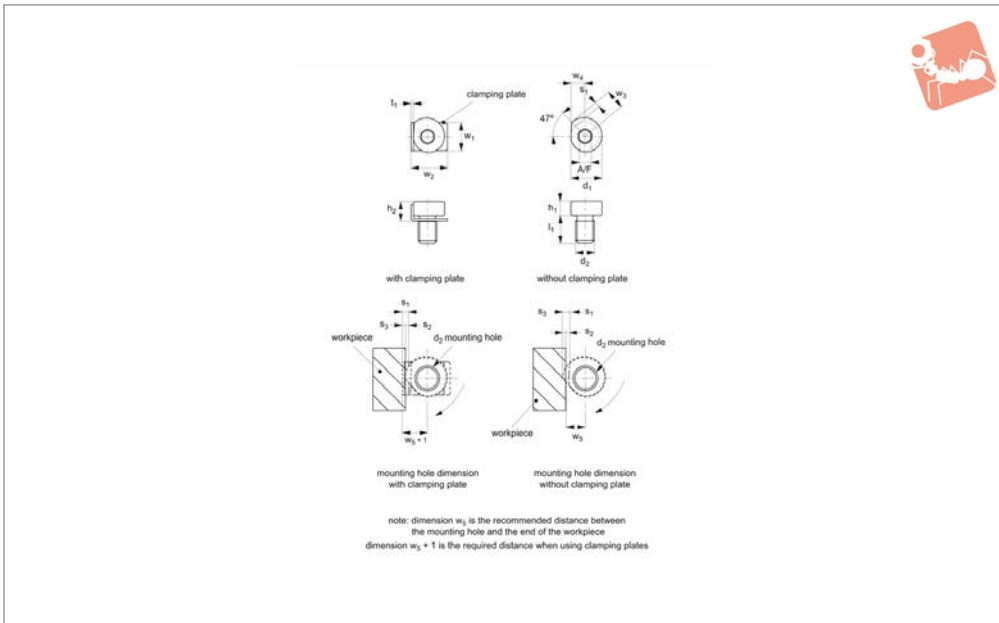 clamping plate
t₁
w₁
w₂
h₂
with clamping plate
w₄
s₁
w₃
47°
A/F
d₁
h₁
l₁
d₂
without clamping plate
s₁
s₃ s₂
workpiece
d₂ mounting hole
w₅ + 1
mounting hole dimension
with clamping plate
s₃ s₁
s₂
d₂ mounting hole
workpiece
w₅
mounting hole dimension
without clamping plate
note: dimension w₅ is the recommended distance between
the mounting hole and the end of the workpiece
dimension w₅ + 1 is the required distance when using clamping plates